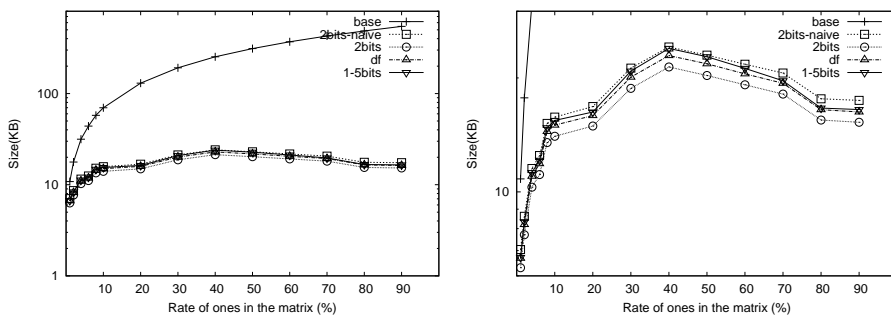 base
2bits-naive
2bits
df
1-5bits
100
10
1
Size(KB)
10 20 30 40 50 60 70 80 90
Rate of ones in the matrix (%)
base
2bits-naive
2bits
df
1-5bits
10
Size(KB)
10 20 30 40 50 60 70 80 90
Rate of ones in the matrix (%)